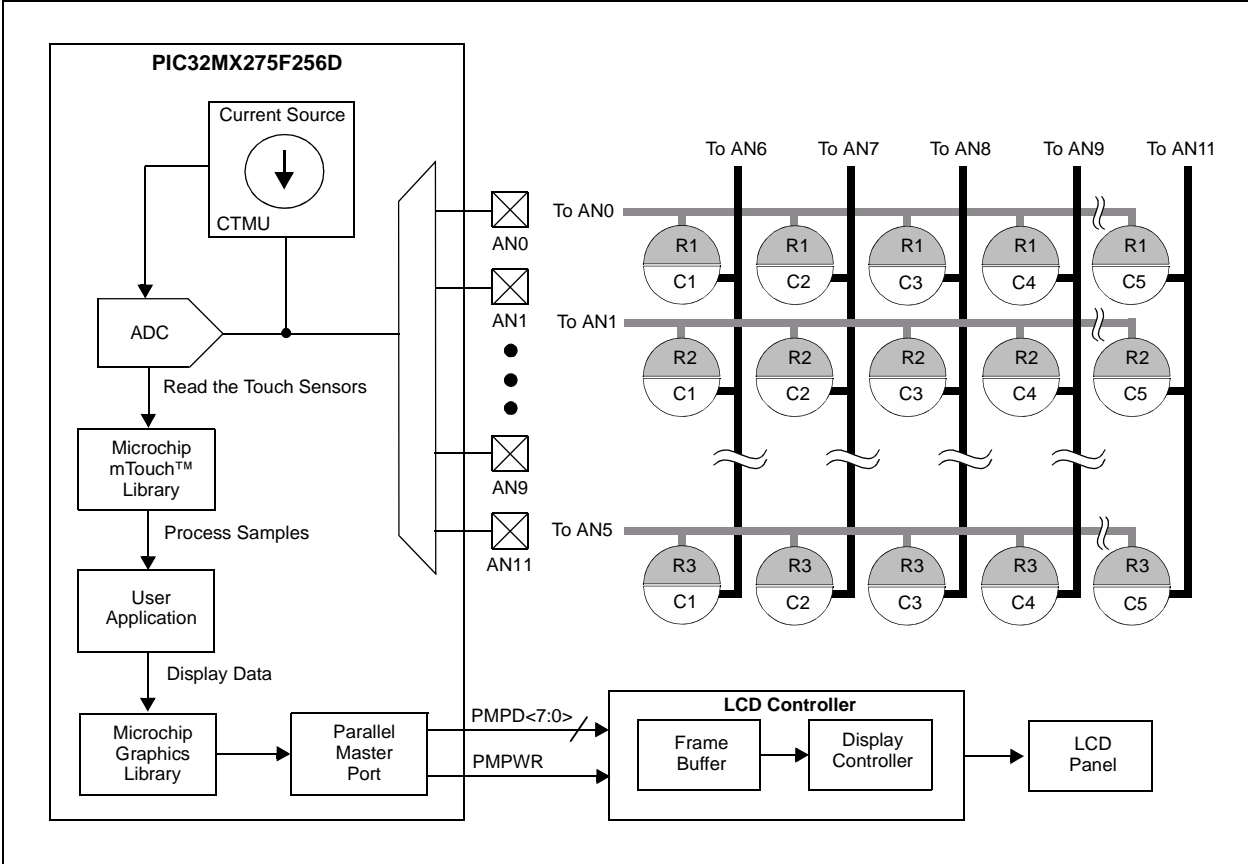 PIC32MX275F256D
Current Source
CTMU
ADC
Read the Touch Sensors
Microchip
mTouch™
Library
Process Samples
User
Application
Display Data
Microchip
Graphics
Library
Parallel
Master
Port
AN0
AN1
AN9
AN11
To AN6
To AN7
To AN8
To AN9
To AN11
To AN0
R1
R1
R1
R1
R1
C1
C2
C3
C4
C5
To AN1
R2
R2
R2
R2
R2
C1
C2
C3
C4
C5
To AN5
R3
R3
R3
R3
R3
C1
C2
C3
C4
C5
PMPD<7:0>
PMPWR
LCD Controller
Frame
Buffer
Display
Controller
LCD
Panel